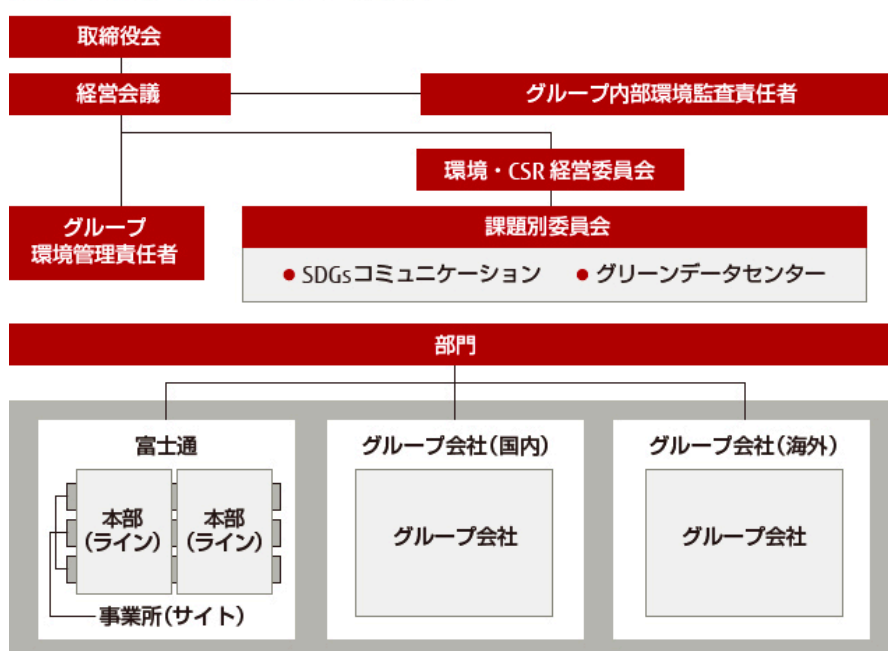 取締役会
経営会議
グループ内部環境監査責任者
環境・CSR 経営委員会
グループ
環境管理責任者
課題別委員会
● SDGsコミュニケーション ● グリーンデータセンター
部門
富士通
グループ会社(国内)
グループ会社(海外)
本部
(ライン)
本部
(ライン)
グループ会社
グループ会社
事業所(サイト)